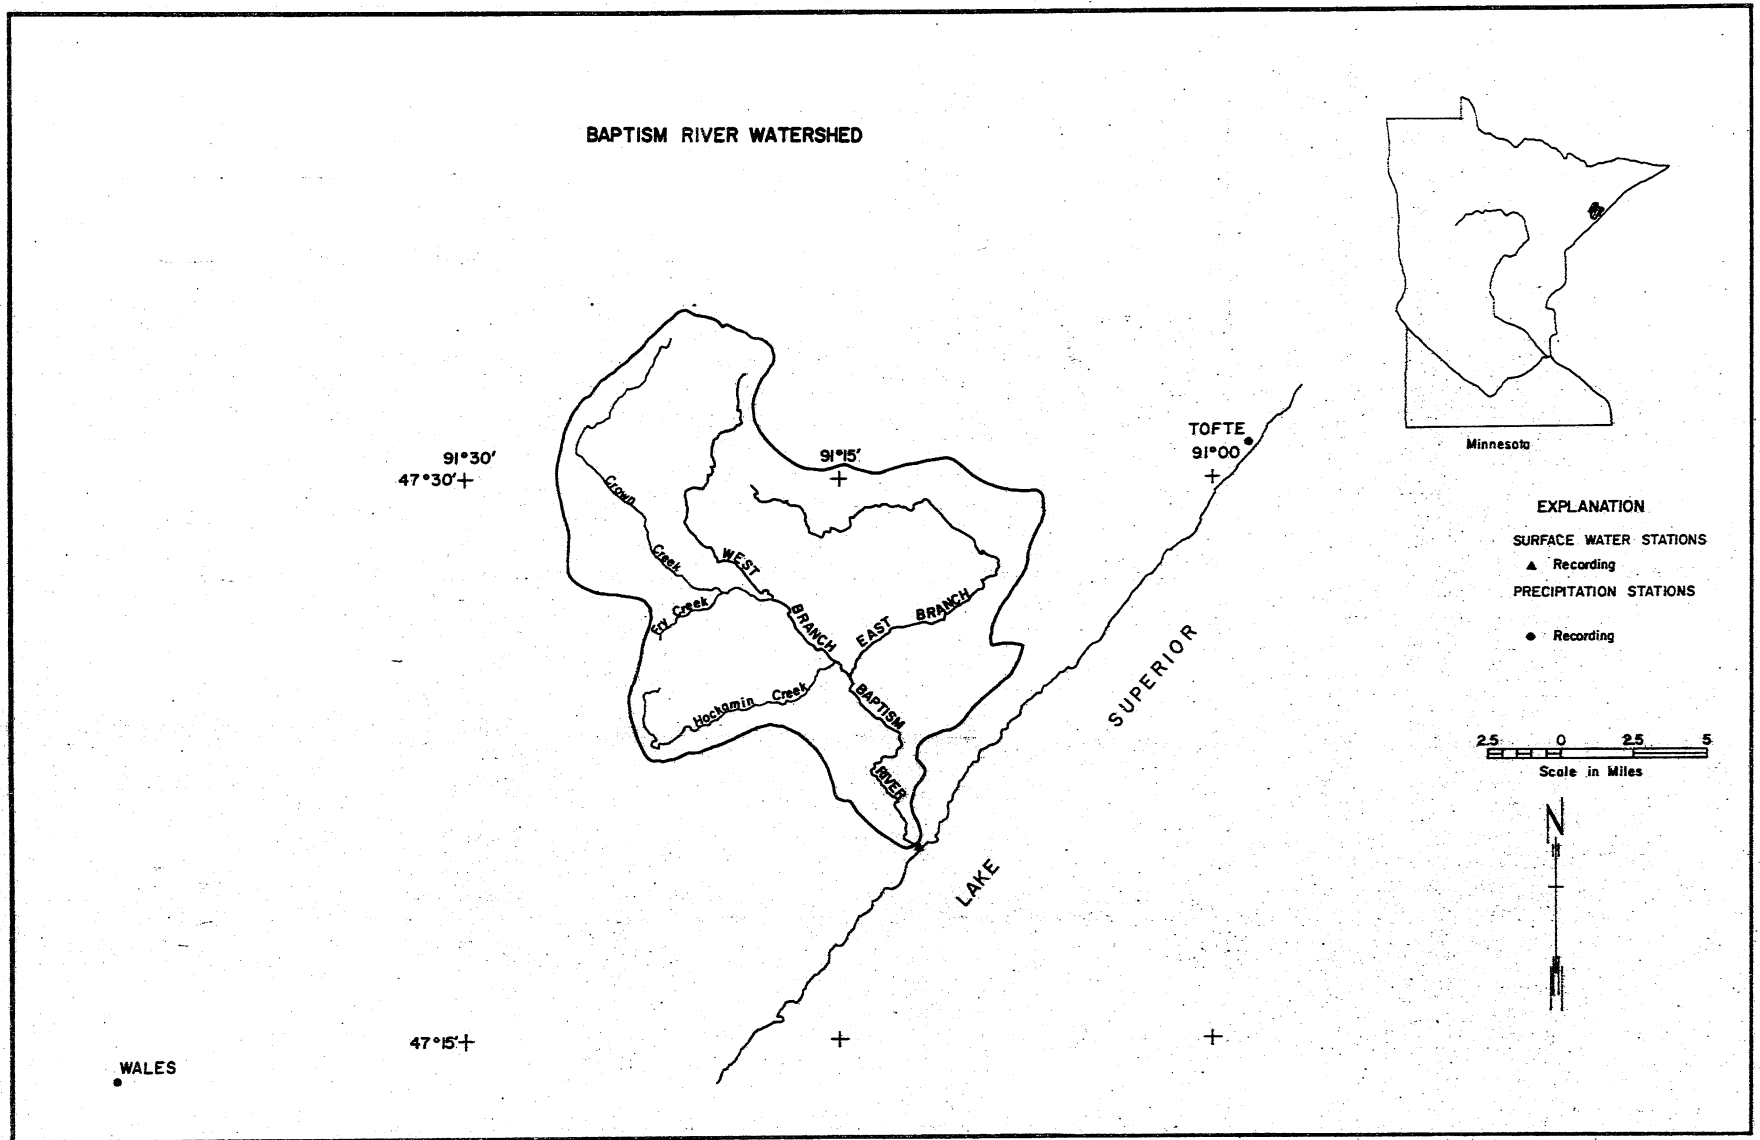 BAPTISM RIVER WATERSHED
Minnesota
TOFTE
91°30'
91°15'
91°00
47°30'
Crown
Creek
WEST
BRANCH
Fry Creek
EAST BRANCH
Hockamin Creek
BAPTISM
RIVER
LAKE SUPERIOR
EXPLANATION
SURFACE WATER STATIONS
Recording
PRECIPITATION STATIONS
Recording
2.5 0 2.5 5
Scale in Miles
N
47°15'
WALES